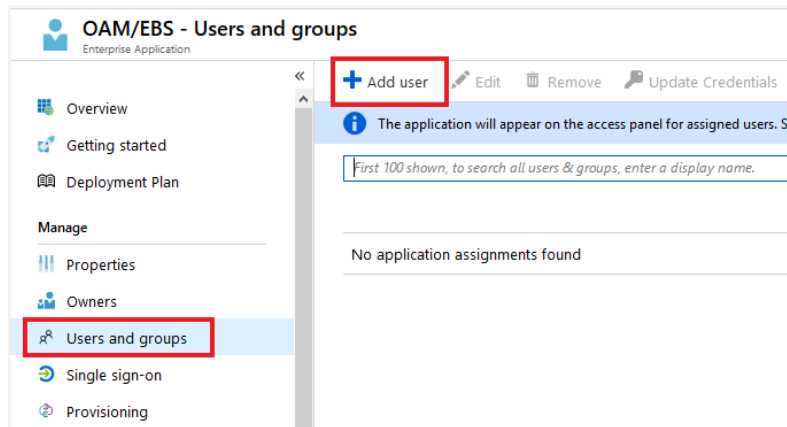 OAM/EBS - Users and groups
Enterprise Application
«
Overview
Getting started
Deployment Plan
Manage
Properties
Owners
Users and groups
Single sign-on
Provisioning
+ Add user Edit Remove Update Credentials
The application will appear on the access panel for assigned users. S
First 100 shown, to search all users & groups, enter a display name.
No application assignments found